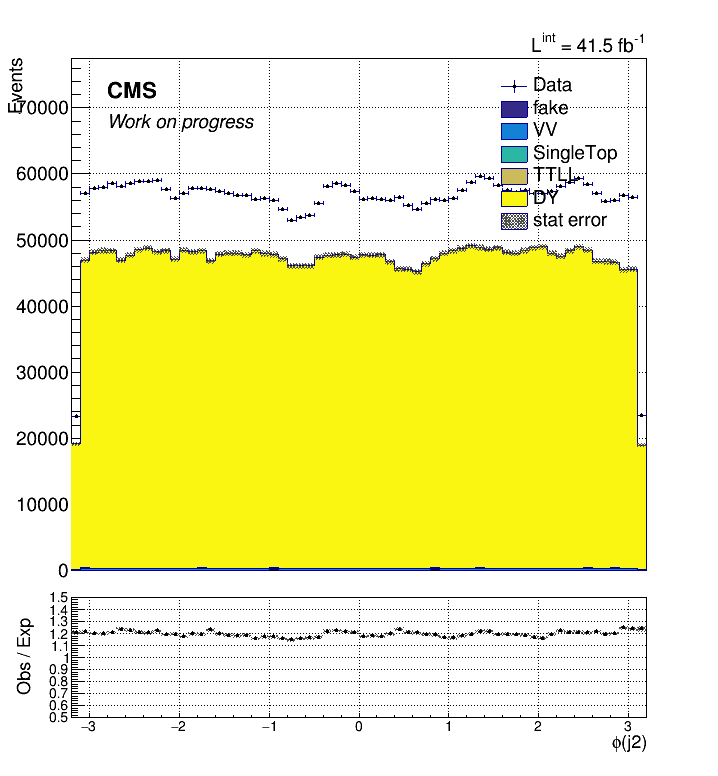 L^int = 41.5 fb^-1
Events
CMS
Work on progress
Data
fake
VV
SingleTop
TTLL
DY
stat error
70000
60000
50000
40000
30000
20000
10000
0
Obs / Exp
1.5
1.4
1.3
1.2
1.1
1
0.9
0.8
0.7
0.6
0.5
−3
−2
−1
0
1
2
3
ϕ(j2)